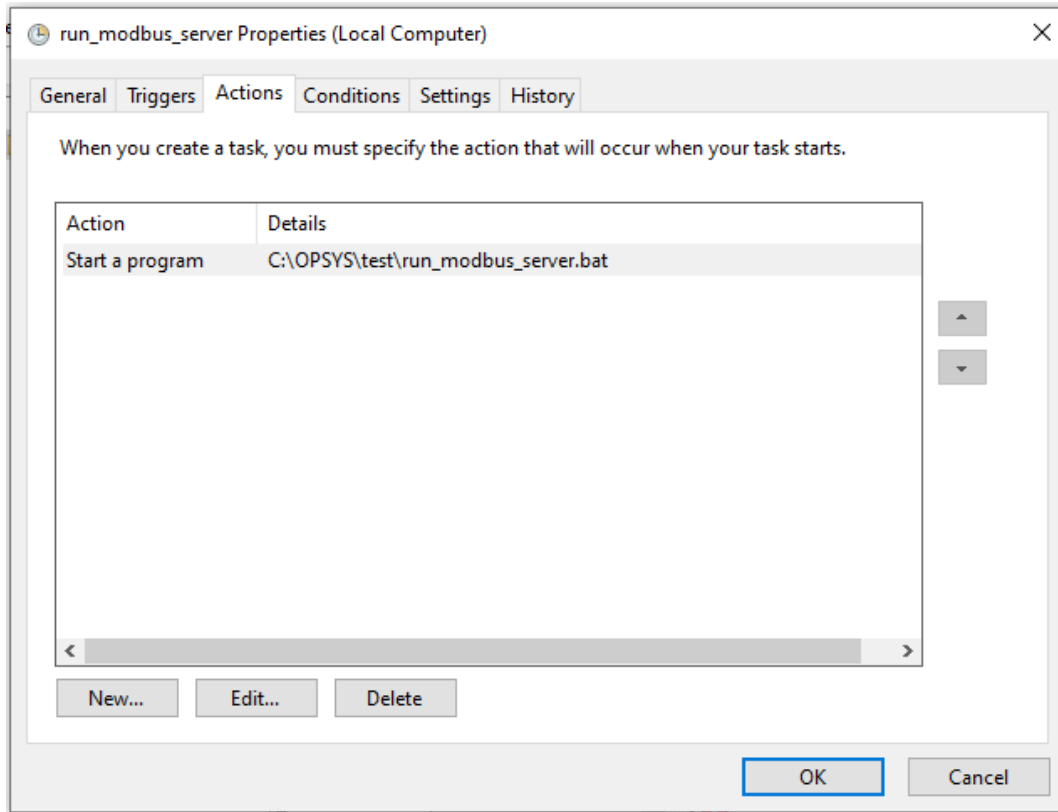 run_modbus_server Properties (Local Computer)
General Triggers Actions Conditions Settings History
When you create a task, you must specify the action that will occur when your task starts.
Action Details
Start a program C:\OPSYS\test\run_modbus_server.bat
New... Edit... Delete
OK Cancel